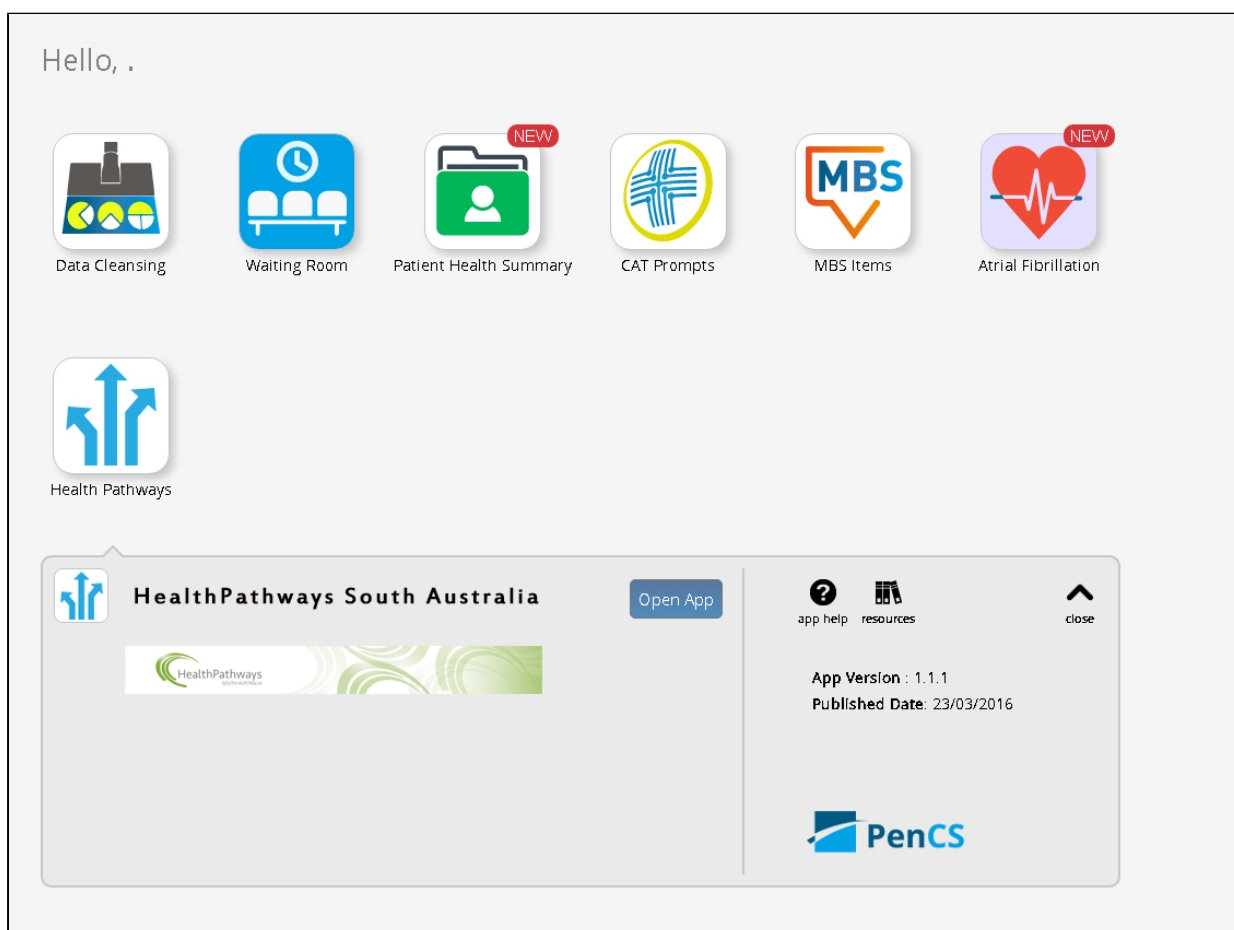 Hello, .
NEW
NEW
MBS
Data Cleansing
Waiting Room
Patient Health Summary
CAT Prompts
MBS Items
Atrial Fibrillation
Health Pathways
HealthPathways South Australia
Open App
app help
resources
close
HealthPathways
SOUTH AUSTRALIA
App Version : 1.1.1
Published Date: 23/03/2016
PenCS